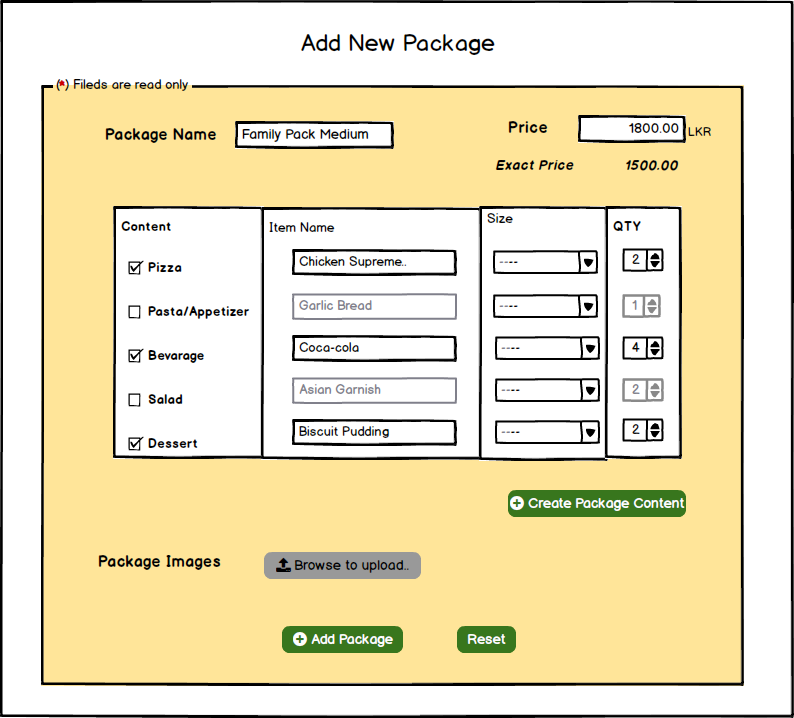 Add New Package
(*) Fileds are read only
Package Name Family Pack Medium Price 1800.00 LKR
Exact Price 1500.00
Content Item Name Size QTY
Pizza Chicken Supreme.. ---- 2
Pasta/Appetizer Garlic Bread ---- 1
Bevarage Coca-cola ---- 4
Salad Asian Garnish ---- 2
Dessert Biscuit Pudding ---- 2
Create Package Content
Package Images Browse to upload..
Add Package Reset